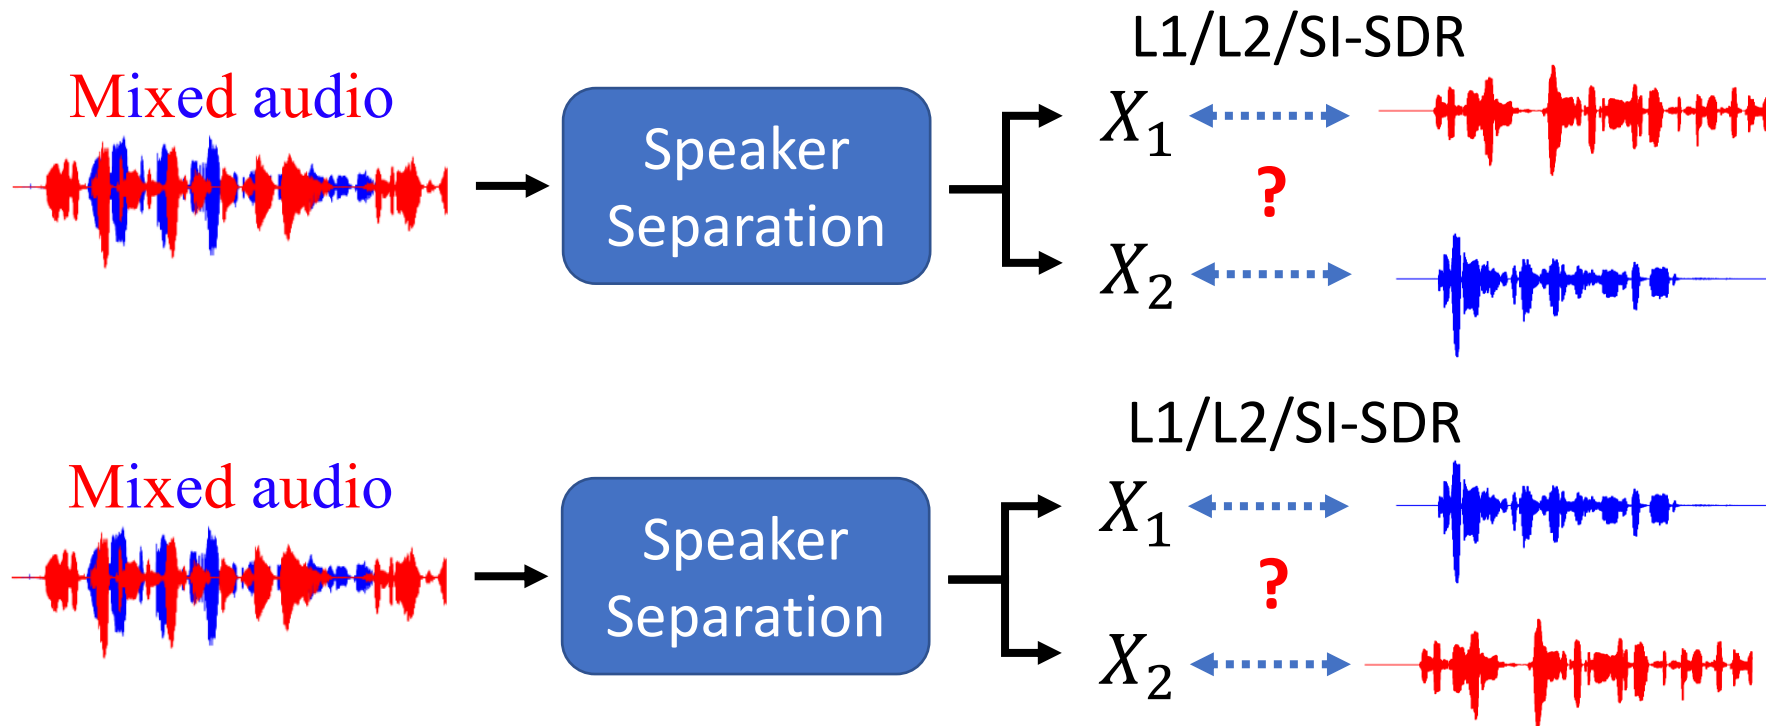 L1/L2/SI-SDR
Mixed audio
Speaker
Separation
X₁
?
X₂
L1/L2/SI-SDR
Mixed audio
Speaker
Separation
X₁
?
X₂